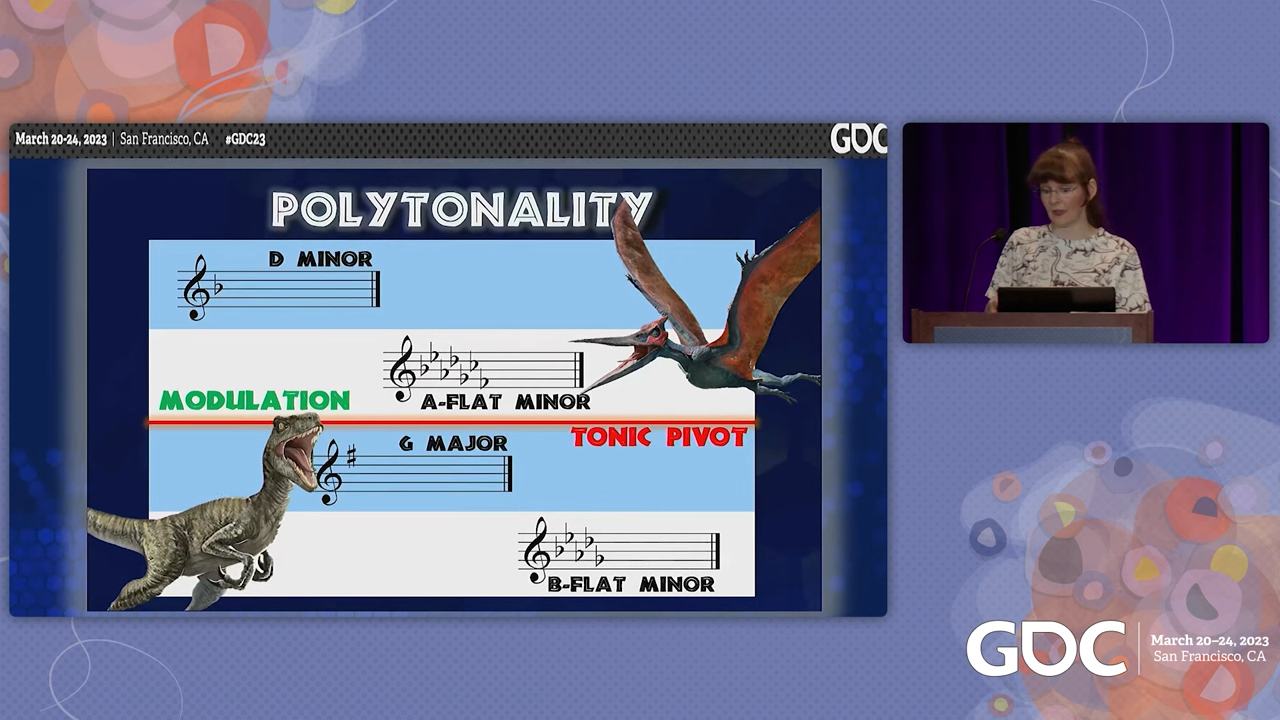 March 20-24, 2023 | San Francisco, CA #GDC23
GDC
POLYTONALITY
D MINOR
A-FLAT MINOR
MODULATION
TONIC PIVOT
G MAJOR
B-FLAT MINOR
GDC
March 20–24, 2023
San Francisco, CA